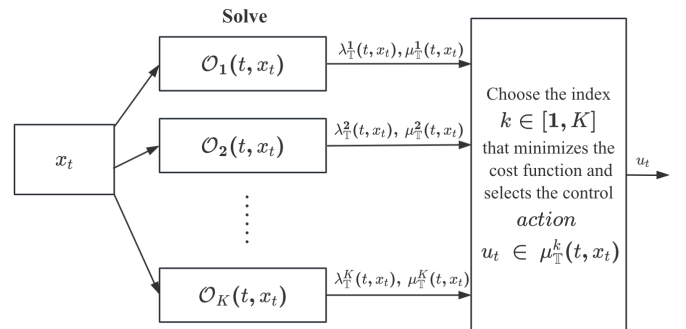 Solve
x_t
𝒪_1(t, x_t)
λ^1_𝕋(t, x_t), μ^1_𝕋(t, x_t)
𝒪_2(t, x_t)
λ^2_𝕋(t, x_t), μ^2_𝕋(t, x_t)
𝒪_K(t, x_t)
λ^K_𝕋(t, x_t), μ^K_𝕋(t, x_t)
Choose the index
k ∈ [1, K]
that minimizes the
cost function and
selects the control
action
u_t ∈ μ^k_𝕋(t, x_t)
u_t